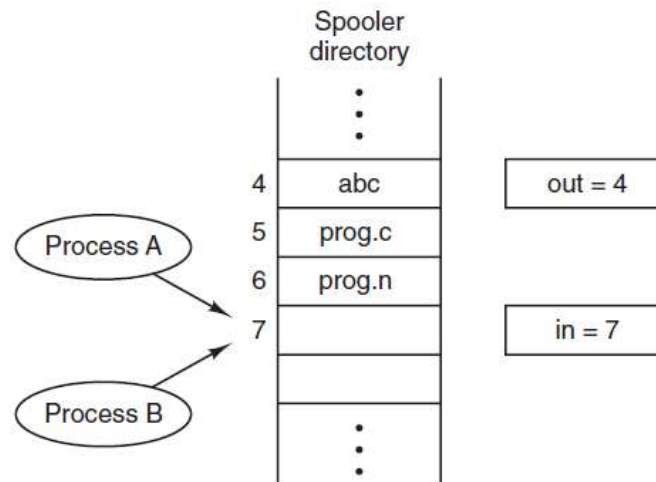 Spooler
directory
4
abc
out = 4
Process A
5
prog.c
6
prog.n
7
in = 7
Process B